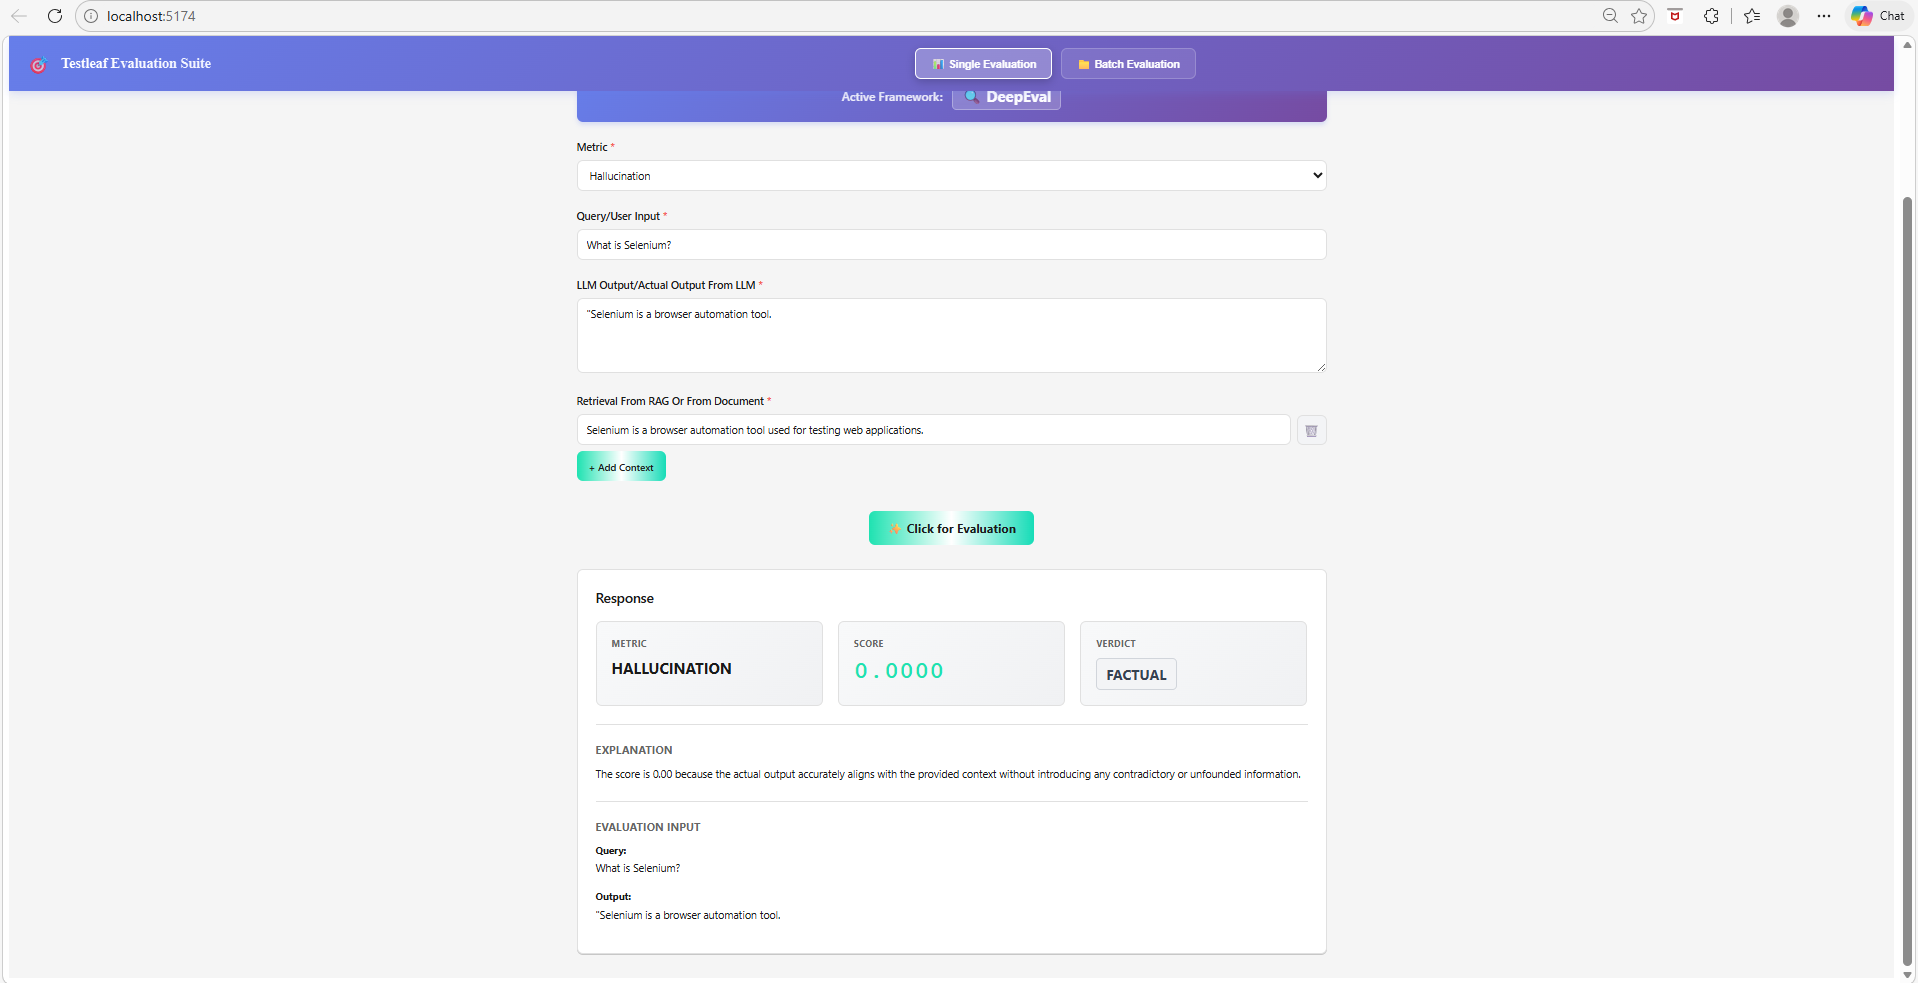 localhost:5174
Chat
Testleaf Evaluation Suite
Single Evaluation
Batch Evaluation
Active Framework: DeepEval
Metric *
Hallucination
Query/User Input *
What is Selenium?
LLM Output/Actual Output From LLM *
"Selenium is a browser automation tool.
Retrieval From RAG Or From Document *
Selenium is a browser automation tool used for testing web applications.
+ Add Context
Click for Evaluation
Response
METRIC
HALLUCINATION
SCORE
0.0000
VERDICT
FACTUAL
EXPLANATION
The score is 0.00 because the actual output accurately aligns with the provided context without introducing any contradictory or unfounded information.
EVALUATION INPUT
Query:
What is Selenium?
Output:
"Selenium is a browser automation tool.